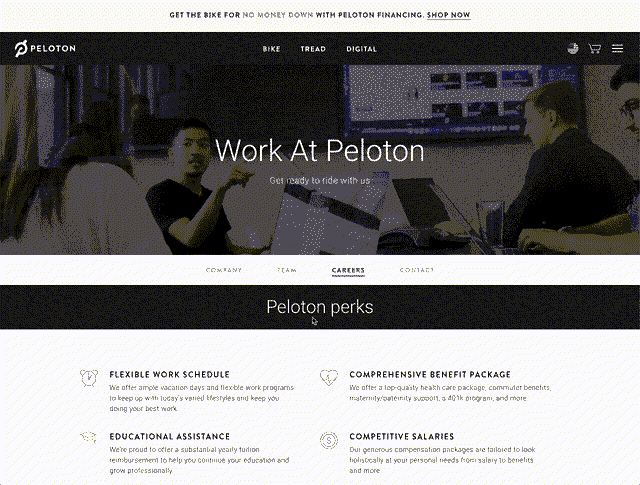 GET THE BIKE FOR NO MONEY DOWN WITH PELOTON FINANCING. SHOP NOW
PELOTON
BIKE TREAD DIGITAL
Work At Peloton
Get ready to ride with us
COMPANY TEAM CAREERS CONTACT
Peloton perks
FLEXIBLE WORK SCHEDULE
We offer ample vacation days and flexible work programs
to keep up with today's varied lifestyles and keep you
doing your best work.
COMPREHENSIVE BENEFIT PACKAGE
We offer a top-quality health care package, commuter benefits,
maternity/paternity support, a 401k program, and more.
EDUCATIONAL ASSISTANCE
We're proud to offer a substantial yearly tuition
reimbursement to help you continue your education and
grow professionally.
COMPETITIVE SALARIES
Our generous compensation packages are tailored to look
holistically at your personal needs from salary to benefits
and more.